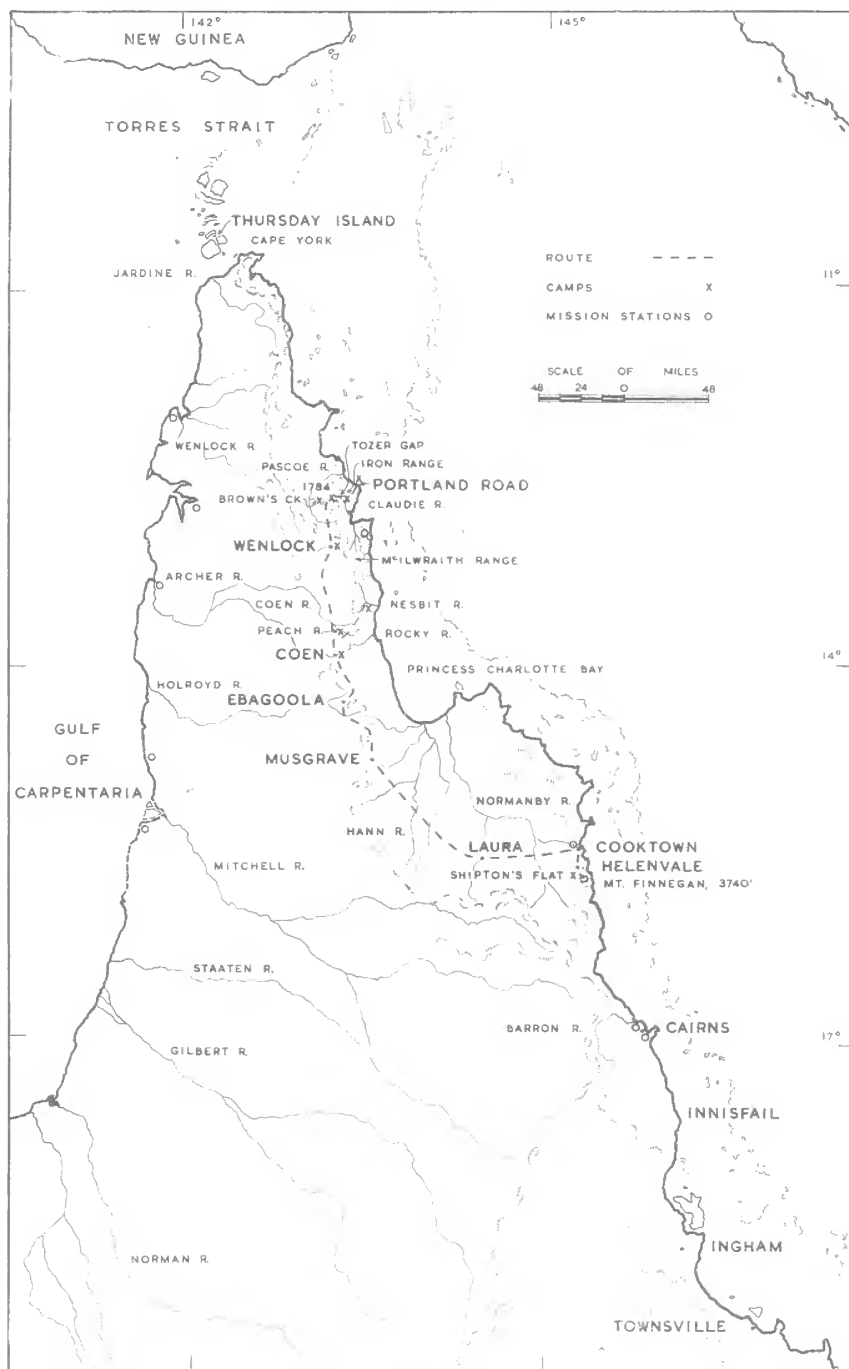 142°
145°
NEW GUINEA
TORRES STRAIT
THURSDAY ISLAND
CAPE YORK
JARDINE R.
ROUTE
CAMPS X
MISSION STATIONS O
11°
SCALE OF MILES
48 24 0 48
WENLOCK R
TOZER GAP
IRON RANGE
PASCOE R.
1784
PORTLAND ROAD
BROWN'S CK
CLAUDIE R.
WENLOCK
McILWRAITH RANGE
ARCHER R.
COEN R.
NESBIT R.
PEACH R.
ROCKY R.
COEN
14°
PRINCESS CHARLOTTE BAY
HOLROYD R.
EBAGOOLA
GULF
OF
CARPENTARIA
MUSGRAVE
NORMANBY R.
HANN R.
LAURA
COOKTOWN
HELENVALE
MITCHELL R.
SHIPTON'S FLAT
MT. FINNEGAN, 3740'
STAATEN R.
BARRON R.
CAIRNS
17°
GILBERT R.
INNISFAIL
NORMAN R.
INGHAM
TOWNSVILLE